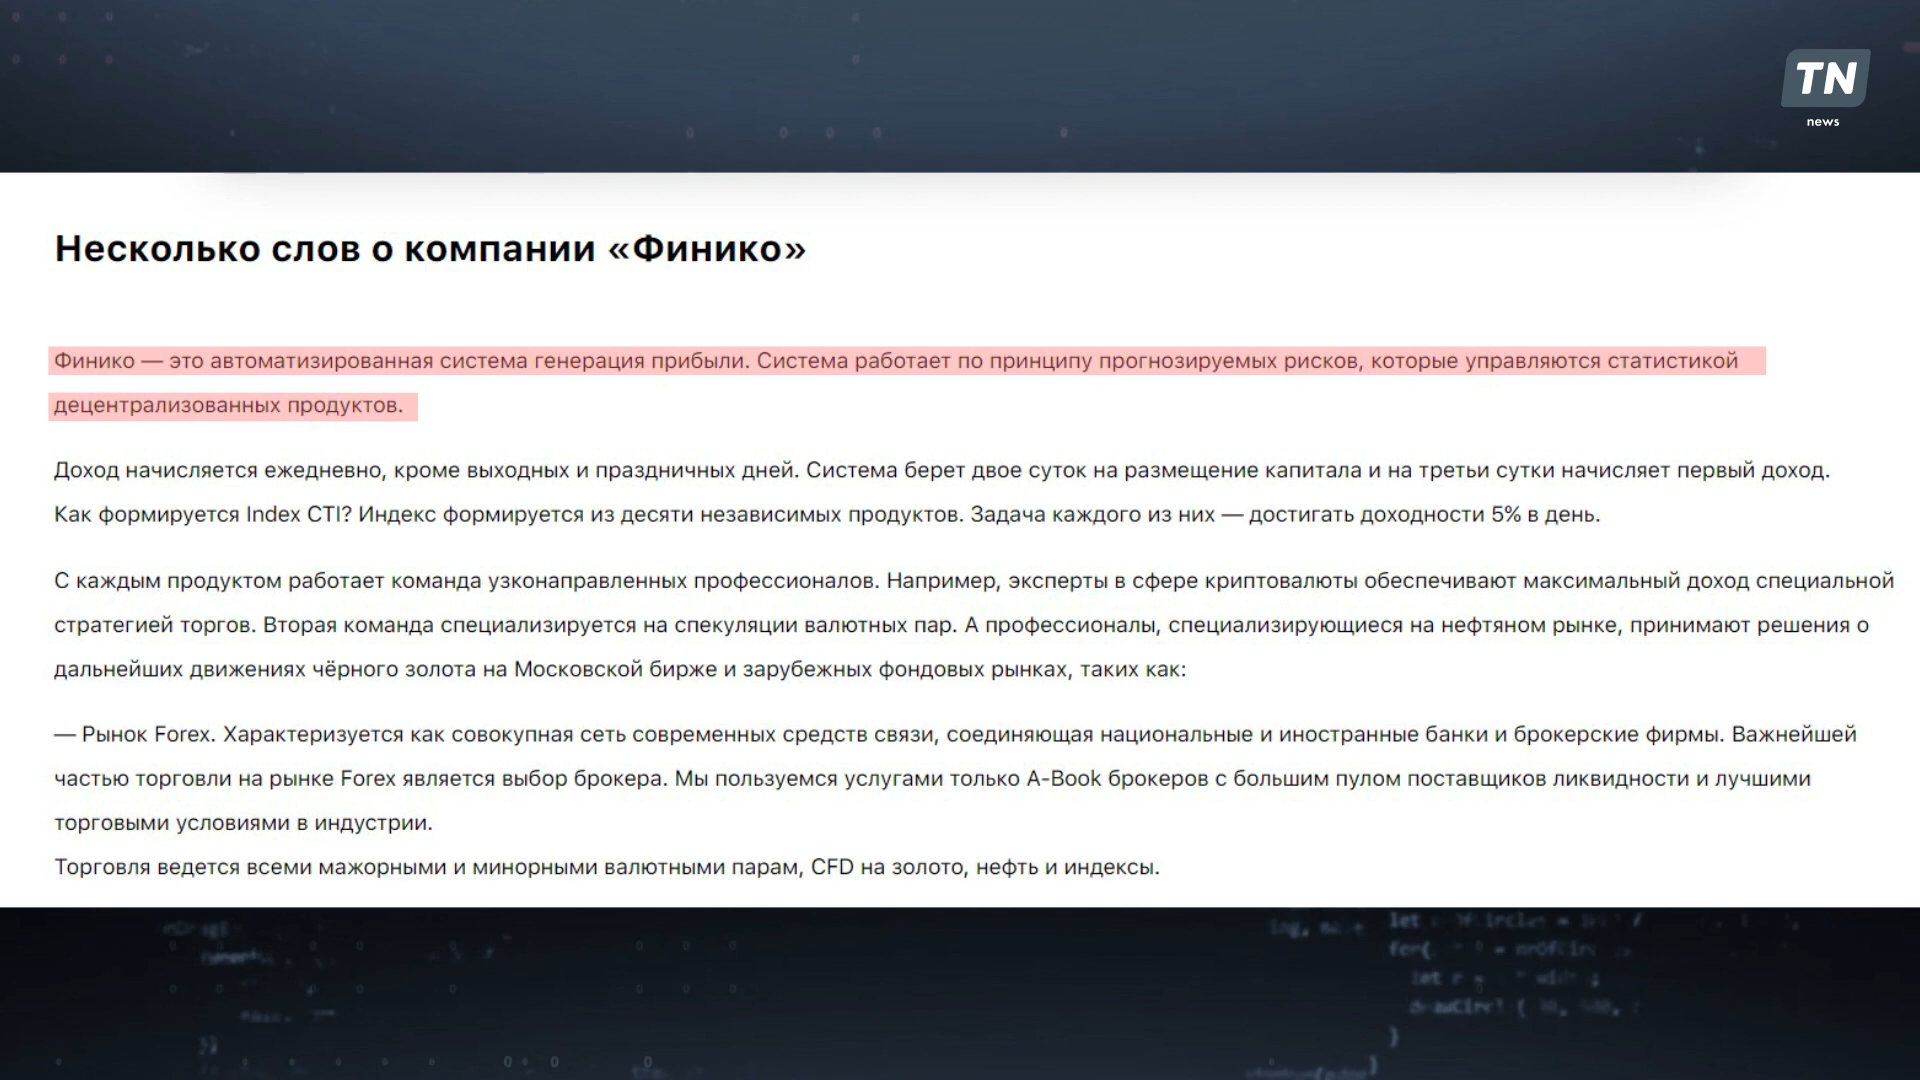 TN
news
Несколько слов о компании «Финико»
Финико — это автоматизированная система генерация прибыли. Система работает по принципу прогнозируемых рисков, которые управляются статистикой
децентрализованных продуктов.
Доход начисляется ежедневно, кроме выходных и праздничных дней. Система берет двое суток на размещение капитала и на третьи сутки начисляет первый доход.
Как формируется Index CTI? Индекс формируется из десяти независимых продуктов. Задача каждого из них — достигать доходности 5% в день.
С каждым продуктом работает команда узконаправленных профессионалов. Например, эксперты в сфере криптовалюты обеспечивают максимальный доход специальной
стратегией торгов. Вторая команда специализируется на спекуляции валютных пар. А профессионалы, специализирующиеся на нефтяном рынке, принимают решения о
дальнейших движениях чёрного золота на Московской бирже и зарубежных фондовых рынках, таких как:
— Рынок Forex. Характеризуется как совокупная сеть современных средств связи, соединяющая национальные и иностранные банки и брокерские фирмы. Важнейшей
частью торговли на рынке Forex является выбор брокера. Мы пользуемся услугами только A-Book брокеров с большим пулом поставщиков ликвидности и лучшими
торговыми условиями в индустрии.
Торговля ведется всеми мажорными и минорными валютными парам, CFD на золото, нефть и индексы.